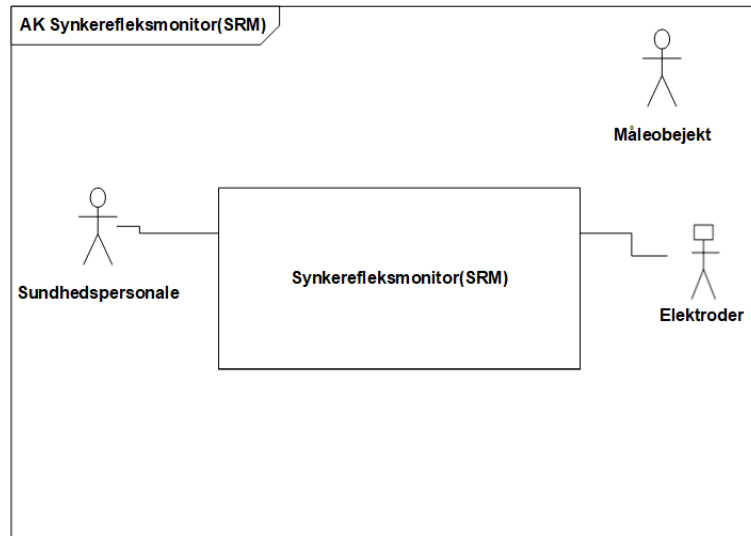 AK Synkerefleksmonitor(SRM)
Måleobejekt
Sundhedspersonale
Synkerefleksmonitor(SRM)
Elektroder